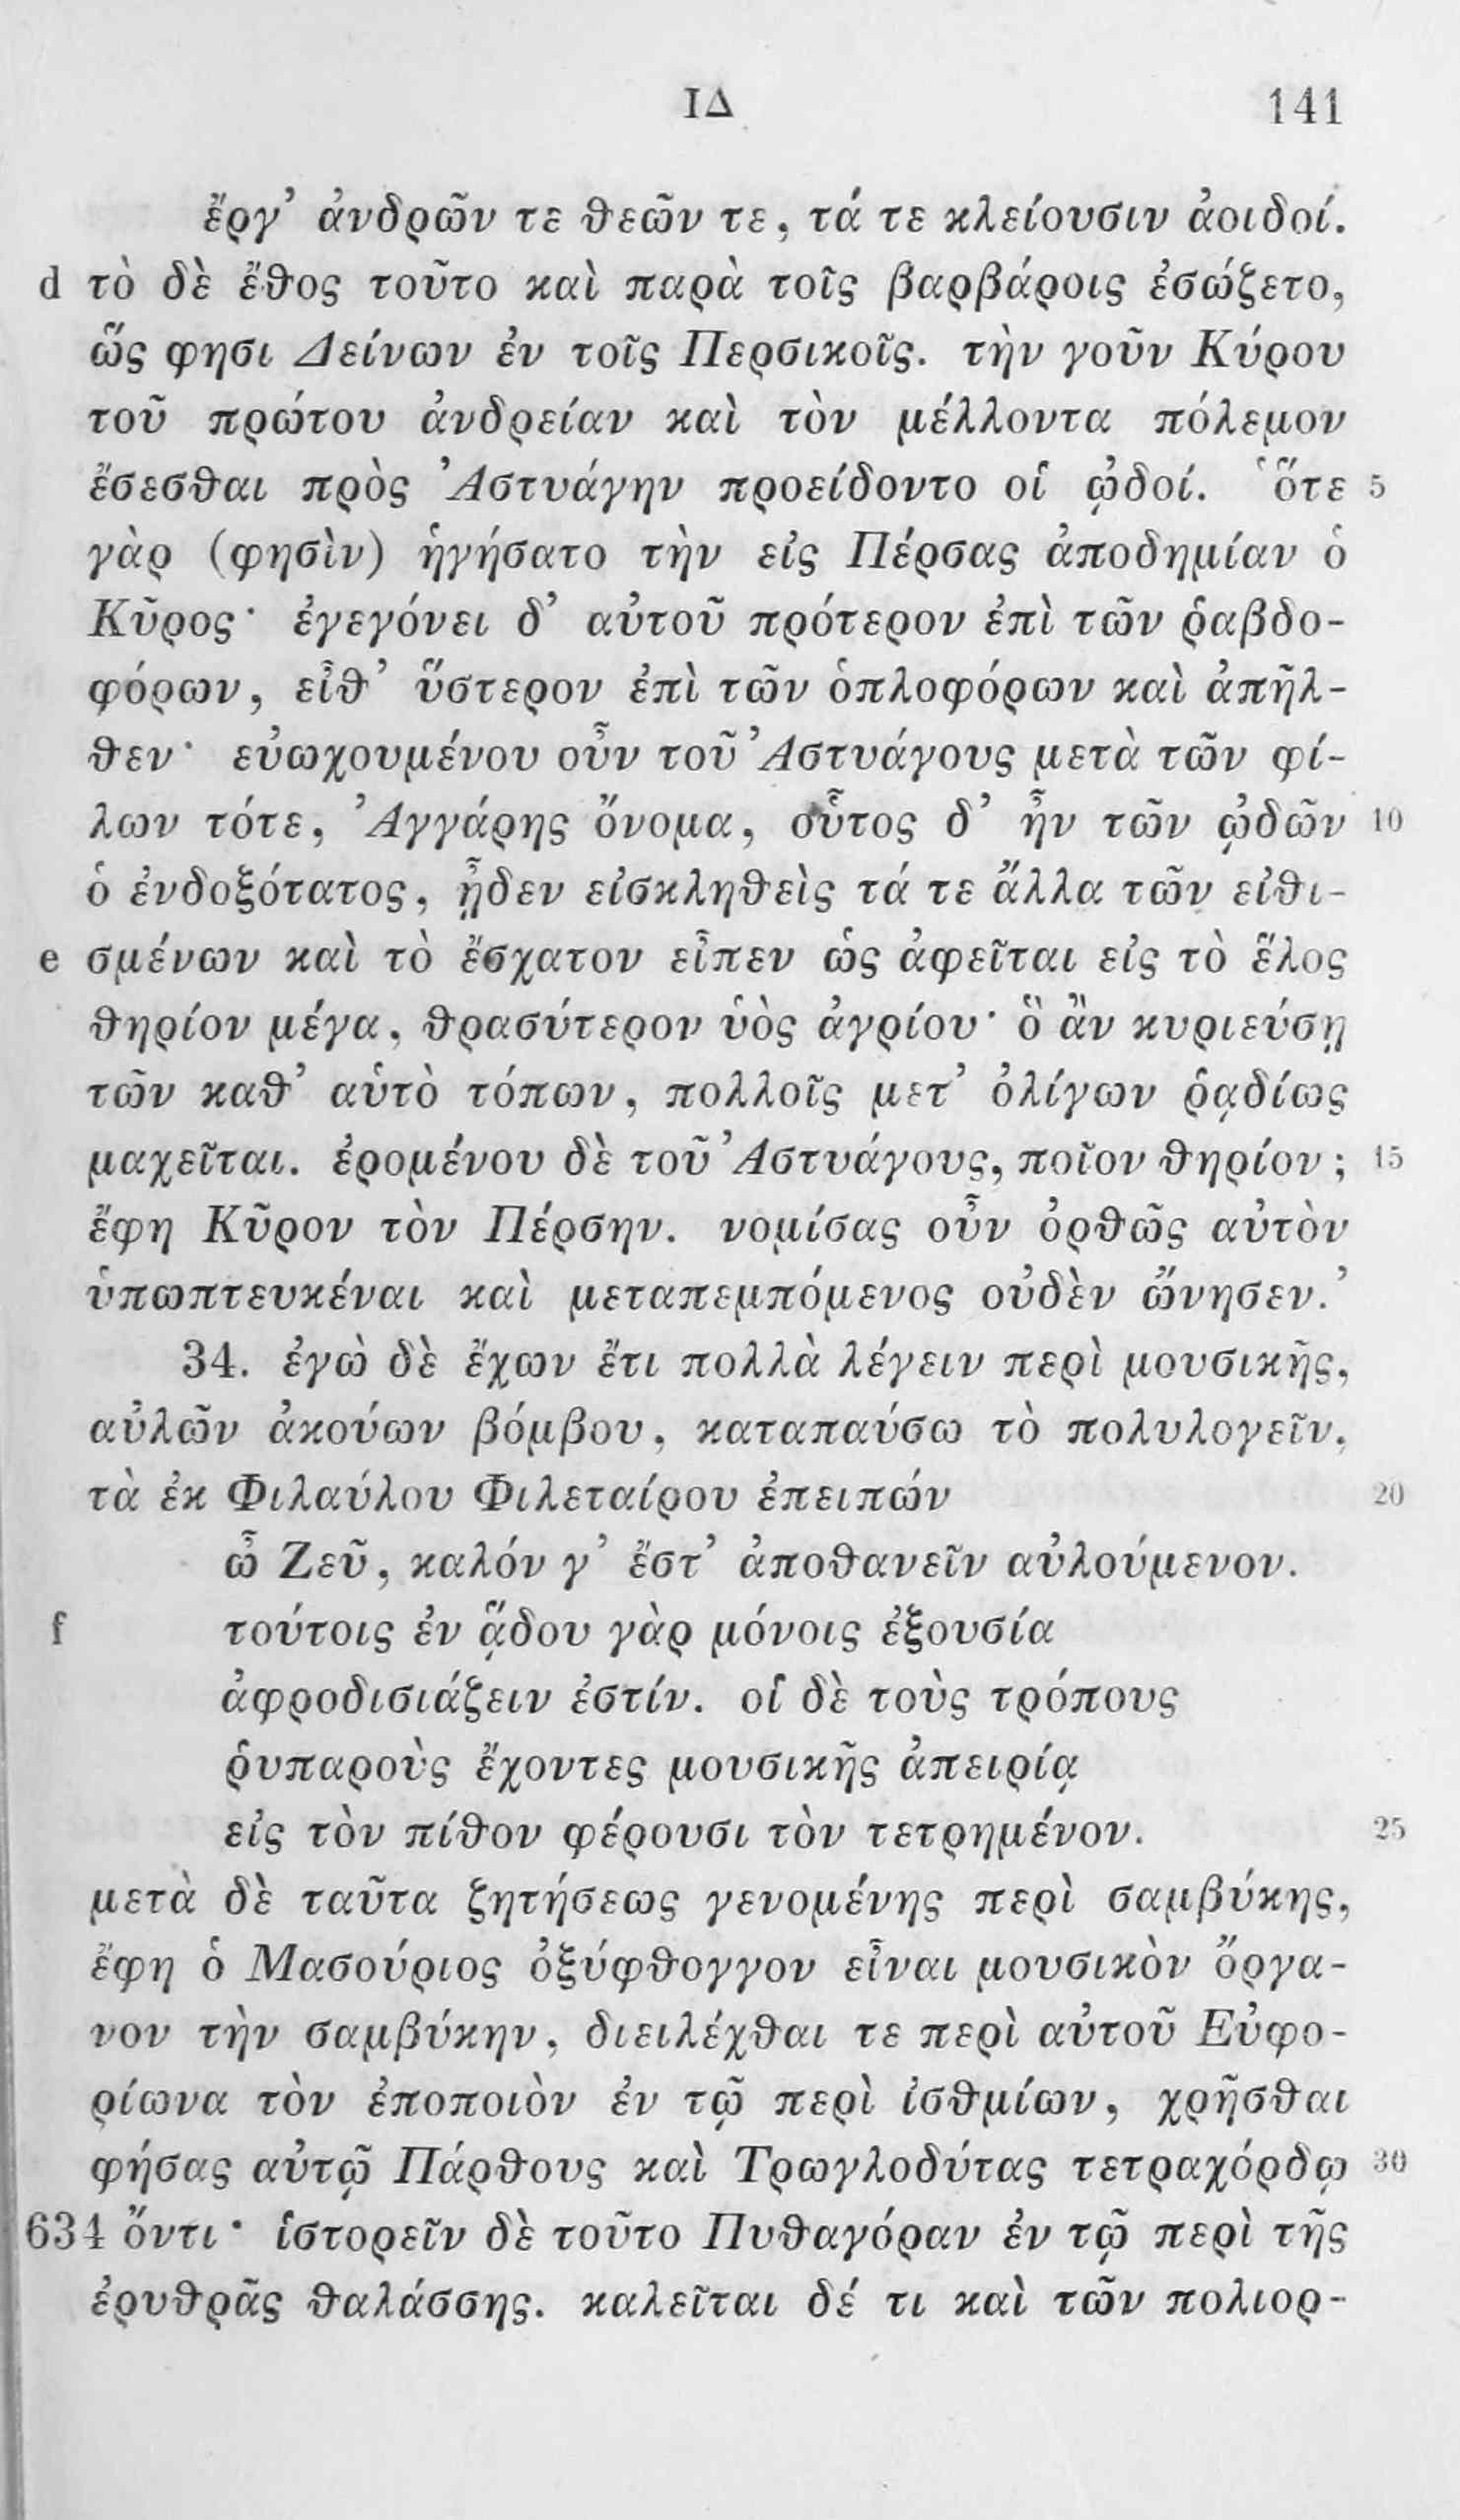 ΙΔ 141
ἔργ’ ἀνδρῶν τε θεῶν τε, τά τε κλείουσιν ἀοιδοί.
d τὸ δὲ ἔθος τοῦτο καὶ παρὰ τοῖς βαρβάροις ἐσώζετο,
ὥς φησι Δείνων ἐν τοῖς Περσικοῖς. τὴν γοῦν Κύρου
τοῦ πρώτου ἀνδρείαν καὶ τὸν μέλλοντα πόλεμον
ἔσεσθαι πρὸς Ἀστυάγην προείδοντο οἱ ᾠδοί. ‘ὅτε 5
γὰρ (φησὶν) ἡγήσατο τὴν εἰς Πέρσας ἀποδημίαν ὁ
Κῦρος· ἐγεγόνει δ’ αὐτοῦ πρότερον ἐπὶ τῶν ῥαβδο-
φόρων, εἶθ’ ὕστερον ἐπὶ τῶν ὁπλοφόρων καὶ ἀπῆλ-
θεν· εὐωχουμένου οὖν τοῦ Ἀστυάγους μετὰ τῶν φί-
λων τότε, Ἀγγάρης ὄνομα, οὗτος δ’ ἦν τῶν ᾠδῶν 10
ὁ ἐνδοξότατος, ᾖδεν εἰσκληθεὶς τά τε ἄλλα τῶν εἰθι-
e σμένων καὶ τὸ ἔσχατον εἶπεν ὡς ἀφεῖται εἰς τὸ ἕλος
θηρίον μέγα, θρασύτερον ὑὸς ἀγρίου· ὃ ἂν κυριεύσῃ
τῶν καθ’ αὑτὸ τόπων, πολλοῖς μετ’ ὀλίγων ῥᾳδίως
μαχεῖται. ἐρομένου δὲ τοῦ Ἀστυάγους, ποῖον θηρίον; 15
ἔφη Κῦρον τὸν Πέρσην. νομίσας οὖν ὀρθῶς αὐτὸν
ὑπωπτευκέναι καὶ μεταπεμπόμενος οὐδὲν ὤνησεν.’
34. ἐγὼ δὲ ἔχων ἔτι πολλὰ λέγειν περὶ μουσικῆς,
αὐλῶν ἀκούων βόμβου, καταπαύσω τὸ πολυλογεῖν,
τὰ ἐκ Φιλαύλου Φιλεταίρου ἐπειπών 20
ὦ Ζεῦ, καλόν γ’ ἔστ’ ἀποθανεῖν αὐλούμενον.
f τούτοις ἐν ᾅδου γὰρ μόνοις ἐξουσία
ἀφροδισιάζειν ἐστίν. οἱ δὲ τοὺς τρόπους
ῥυπαροὺς ἔχοντες μουσικῆς ἀπειρίᾳ
εἰς τὸν πίθον φέρουσι τὸν τετρημένον. 25
μετὰ δὲ ταῦτα ζητήσεως γενομένης περὶ σαμβύκης,
ἔφη ὁ Μασούριος ὀξύφθογγον εἶναι μουσικὸν ὄργα-
νον τὴν σαμβύκην, διειλέχθαι τε περὶ αὐτοῦ Εὐφο-
ρίωνα τὸν ἐποποιὸν ἐν τῷ περὶ ἰσθμίων, χρῆσθαι
φήσας αὐτῷ Πάρθους καὶ Τρωγλοδύτας τετραχόρδῳ 30
634 ὄντι· ἱστορεῖν δὲ τοῦτο Πυθαγόραν ἐν τῷ περὶ τῆς
ἐρυθρᾶς θαλάσσης. καλεῖται δέ τι καὶ τῶν πολιορ-